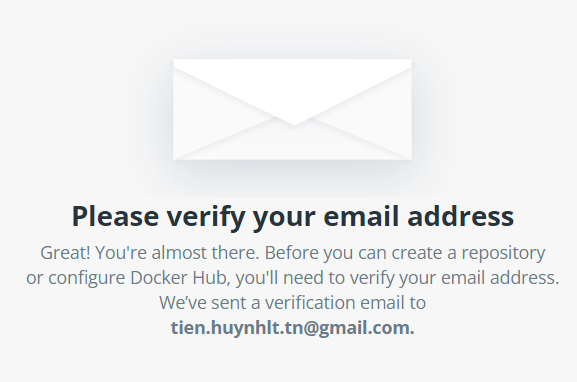 Please verify your email address
Great! You're almost there. Before you can create a repository
or configure Docker Hub, you'll need to verify your email address.
We’ve sent a verification email to
tien.huynhlt.tn@gmail.com.